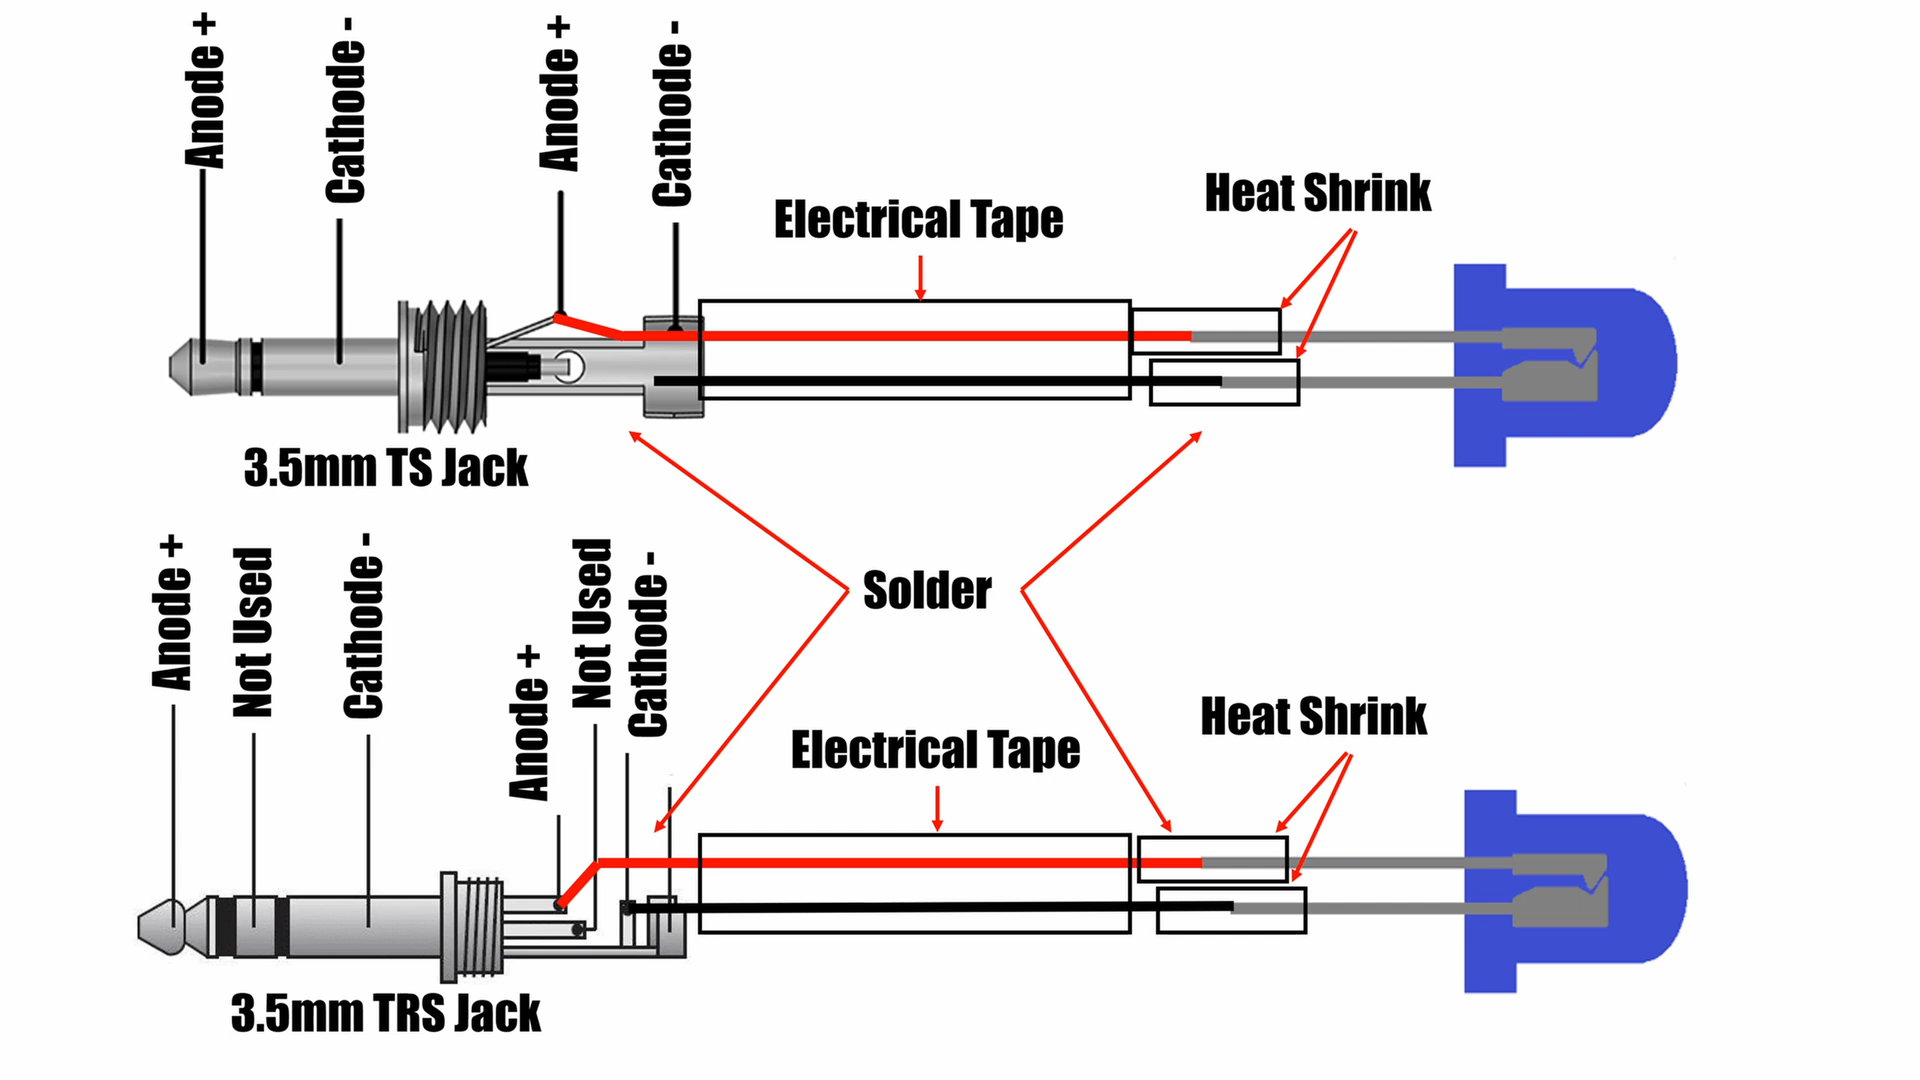 Anode +
Cathode -
Anode +
Cathode -
Electrical Tape
Heat Shrink
3.5mm TS Jack
Solder
Anode +
Not Used
Cathode -
Anode +
Not Used
Cathode -
Electrical Tape
Heat Shrink
3.5mm TRS Jack